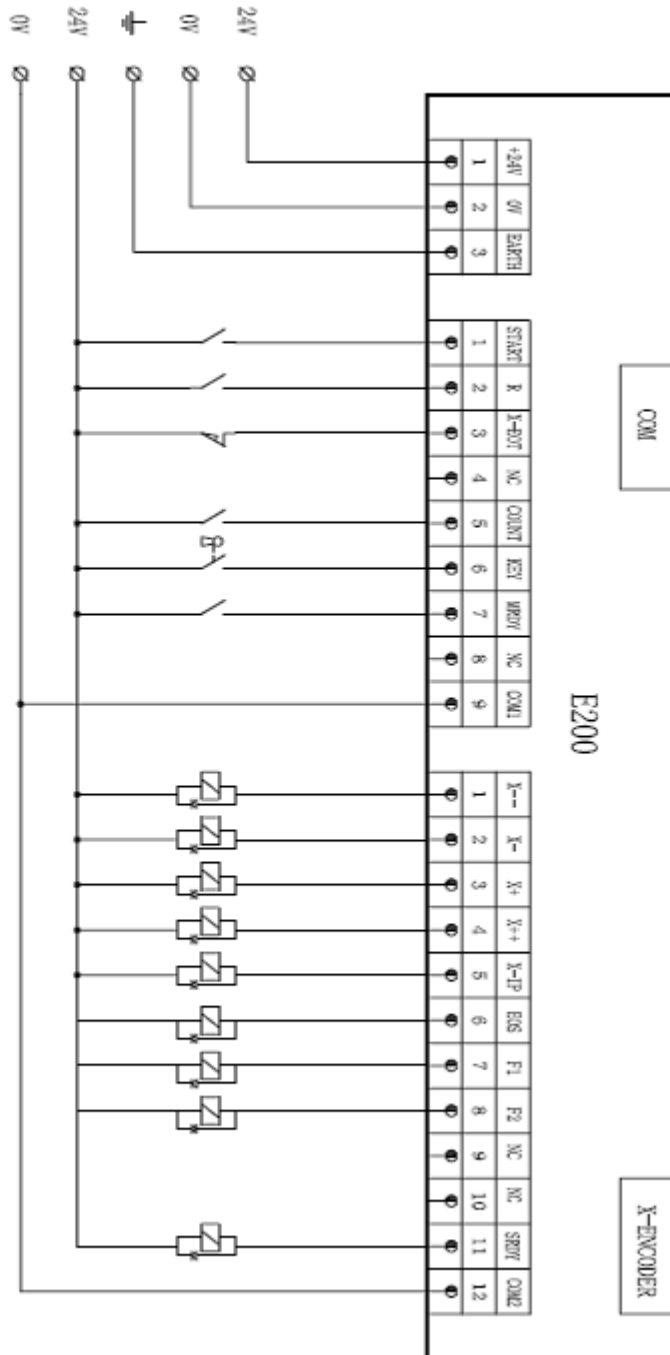 COM
X-ENCODER
E200
+24V
0V
EARTH
START
R
X-EOT
NC
COUNT
KEY
MRDY
NC
COM1
X--
X-
X+
X++
X-IP
EOS
F1
F2
NC
NC
SRDY
COM2
1
2
3
1
2
3
4
5
6
7
8
9
1
2
3
4
5
6
7
8
9
10
11
12
24V
0V
24V
0V